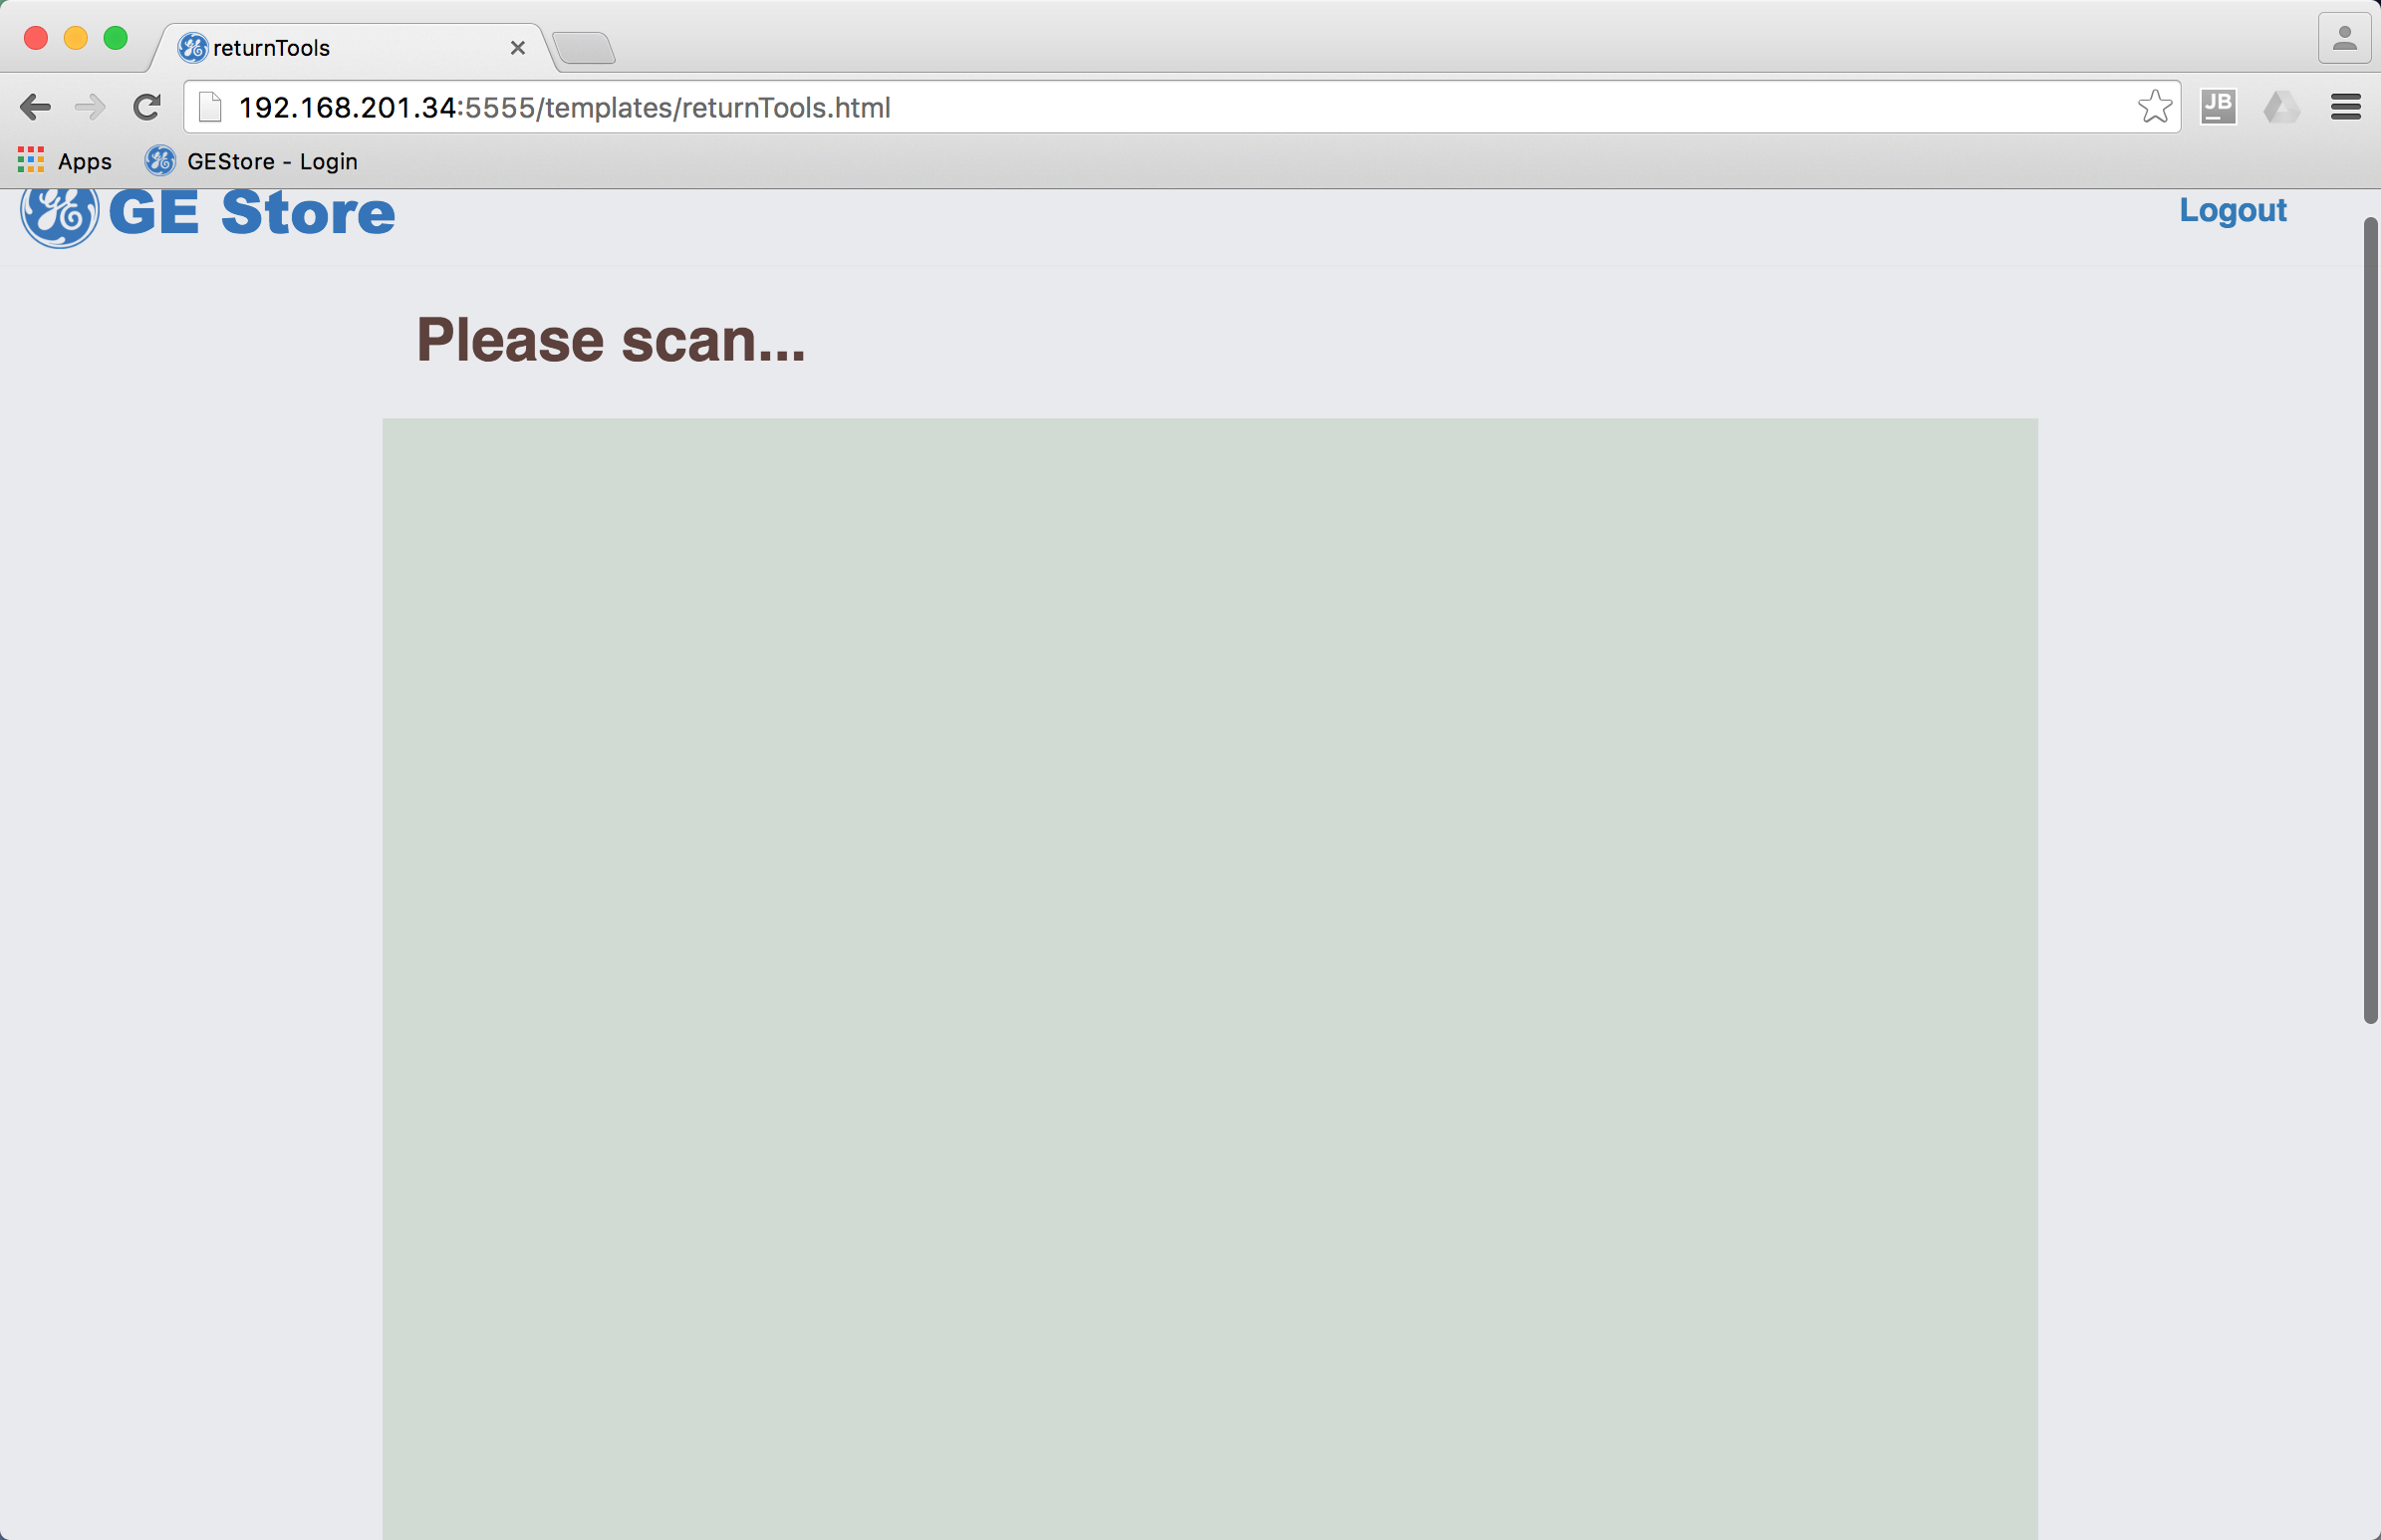 returnTools
192.168.201.34:5555/templates/returnTools.html
JB
Apps
GEStore - Login
GE Store
Logout
Please scan...